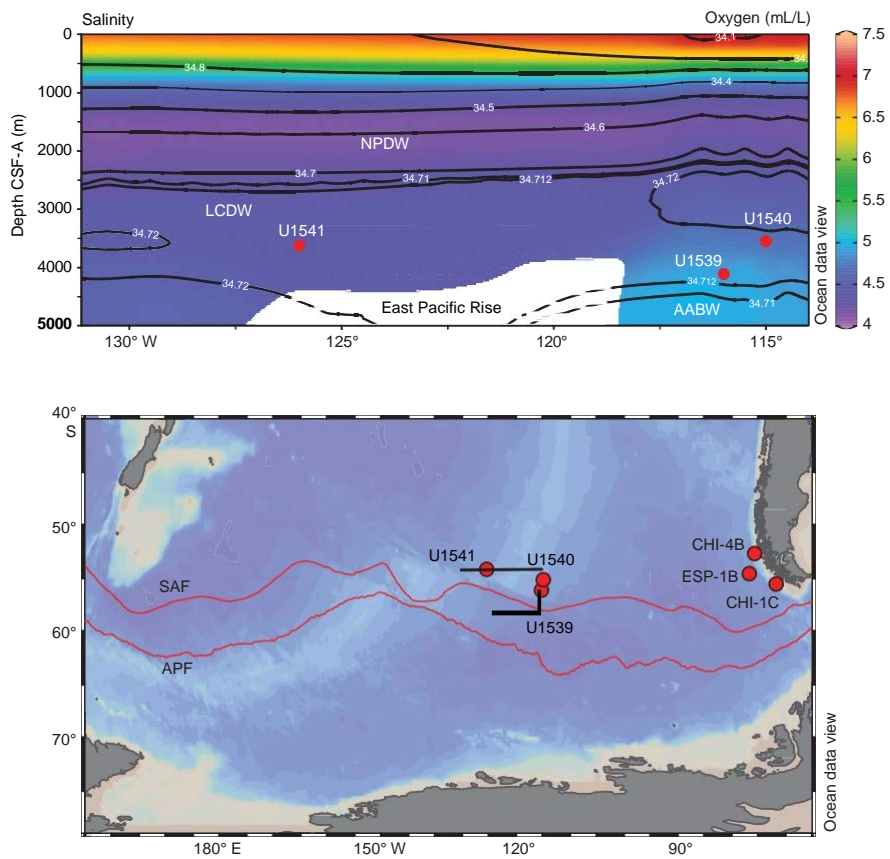 Salinity
Oxygen (mL/L)
0
1000
2000
3000
4000
5000
Depth CSF-A (m)
34.1
34.
34.8
34.4
34.5
34.6
NPDW
34.7
34.71
34.712
34.72
LCDW
U1541
U1540
34.72
U1539
34.72
34.712
East Pacific Rise
AABW
34.71
130° W
125°
120°
115°
7.5
7
6.5
6
5.5
5
4.5
4
Ocean data view
40°
S
50°
60°
70°
U1541
U1540
CHI-4B
ESP-1B
CHI-1C
SAF
U1539
APF
180° E
150° W
120°
90°
Ocean data view